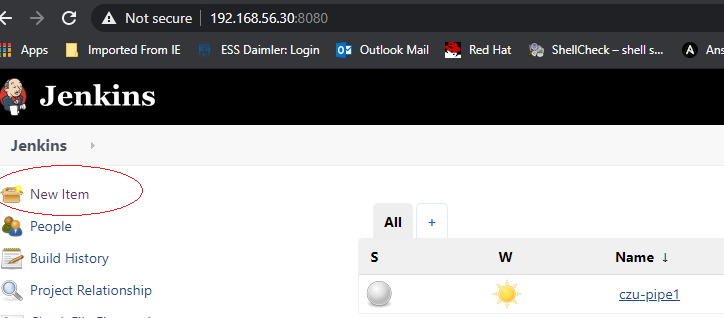 Not secure | 192.168.56.30:8080
Apps Imported From IE ESS Daimler: Login Outlook Mail Red Hat ShellCheck – shell s... A Ans
Jenkins
Jenkins
New Item
People
Build History
Project Relationship
All +
S W Name ↓
czu-pipe1